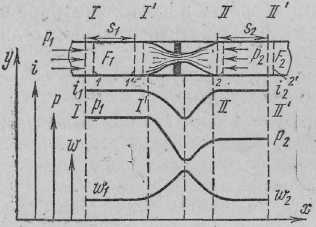 I I' II II'
s₁ s₂
y p₁ F₁ p₂ F₂
1 1' 2 2'
i i₁ i₂
I I' II II'
p p₁ p₂
w w₁ w₂
x